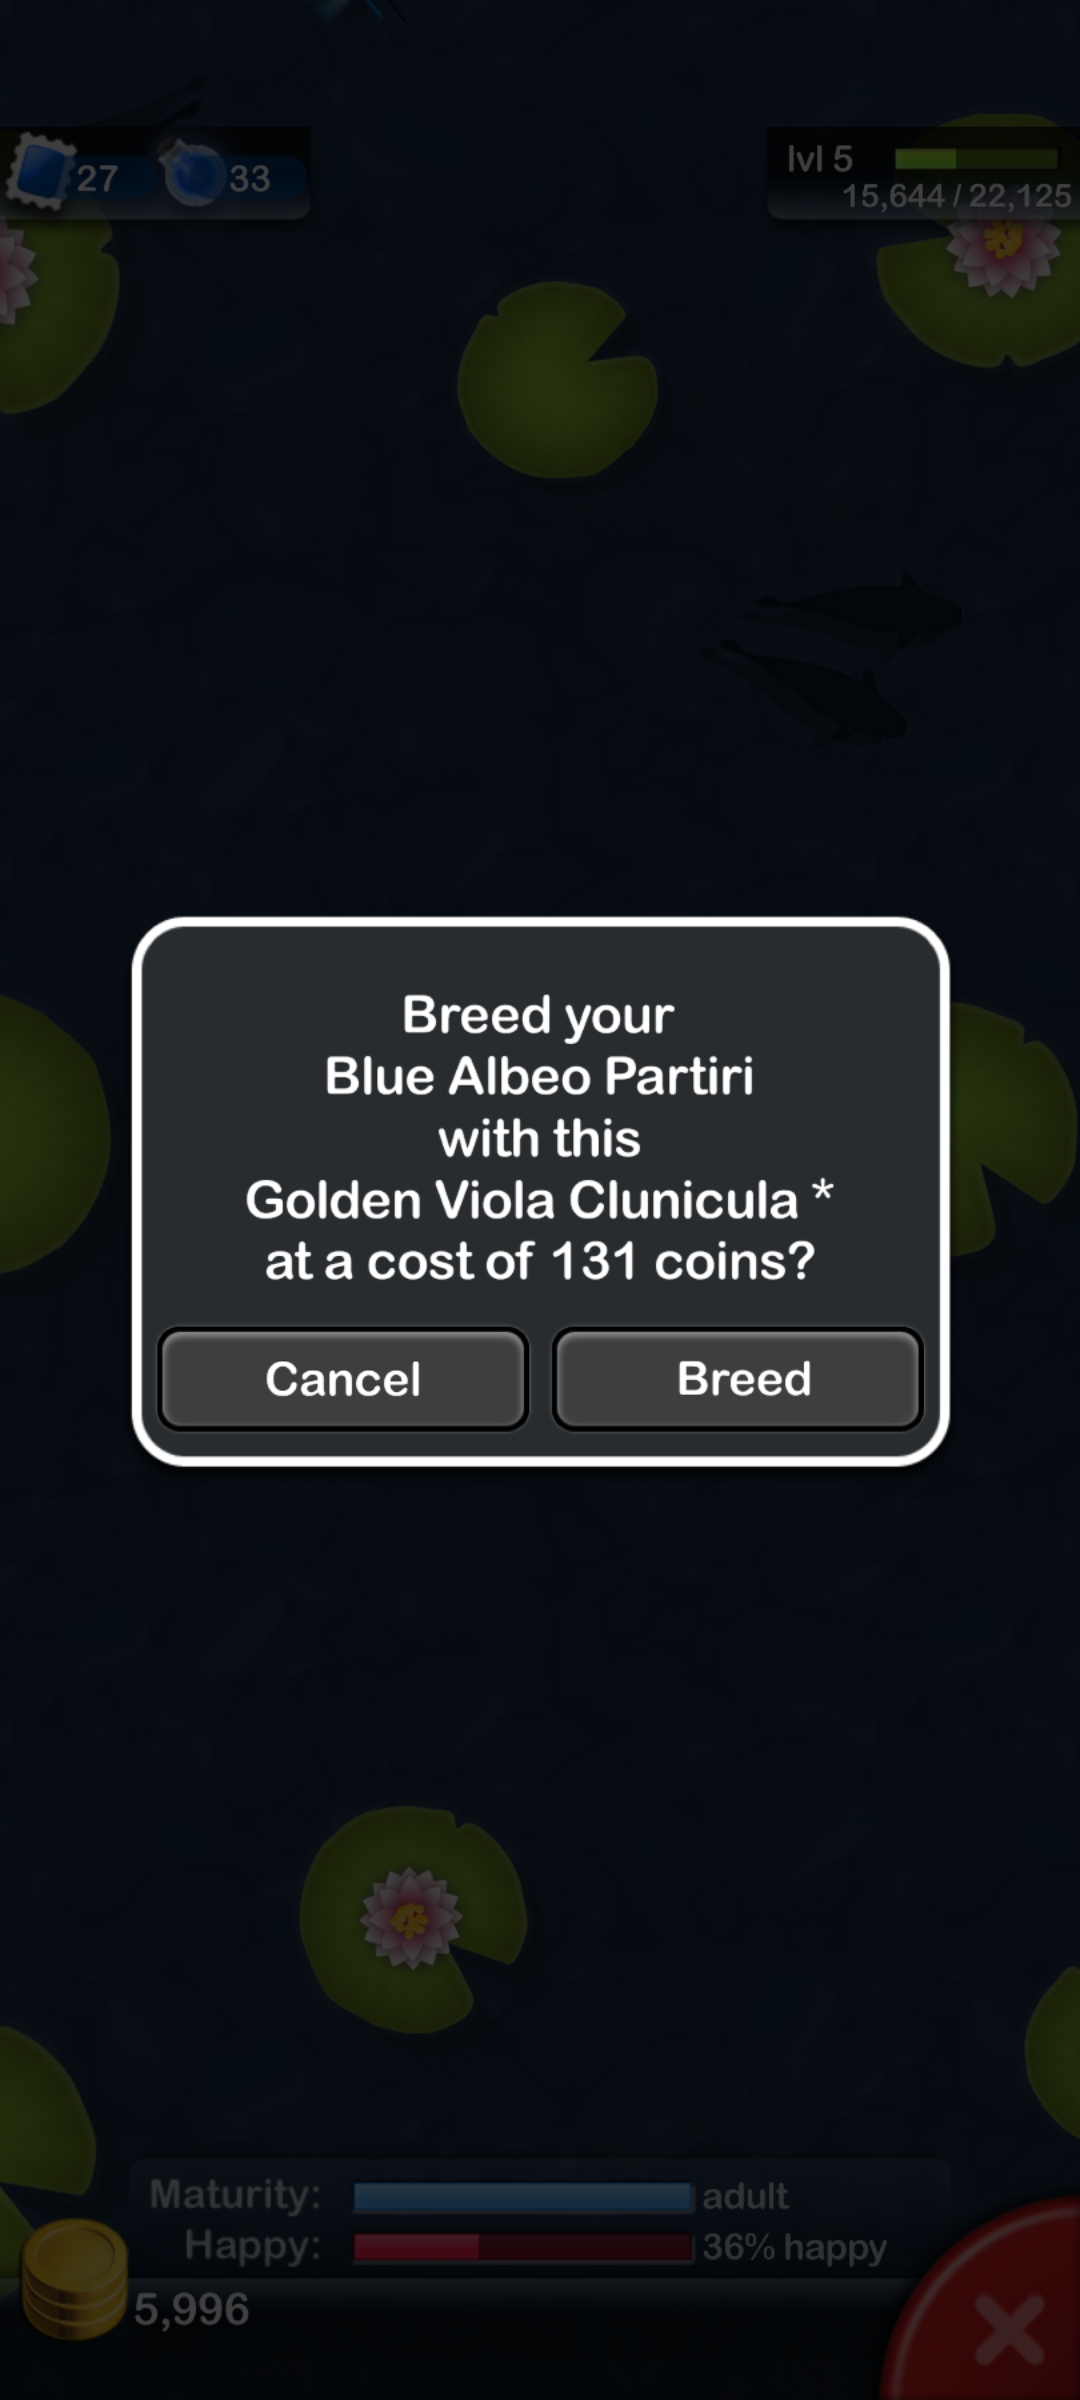 27
33
lvl 5
15,644 / 22,125
Breed your
Blue Albeo Partiri
with this
Golden Viola Clunicula *
at a cost of 131 coins?
Cancel
Breed
Maturity: adult
Happy: 36% happy
5,996